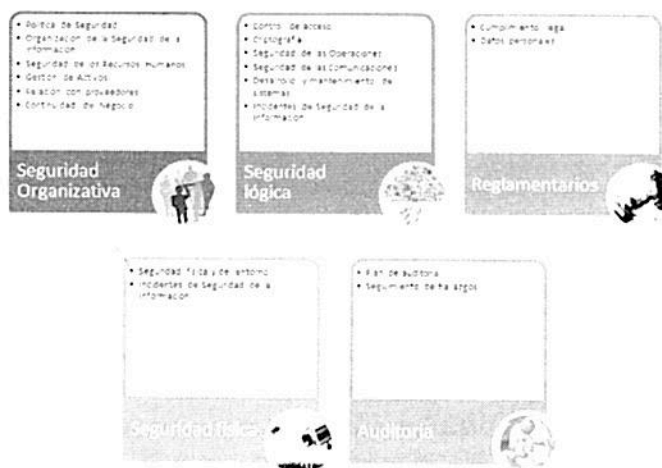 • Política de Seguridad
• Organización de la Seguridad de la
información
• Seguridad de los Recursos Humanos
• Gestión de Activos
• Relación con proveedores
• Continuidad de Negocio
Seguridad
Organizativa
• Control de acceso
• Criptografía
• Seguridad de las Operaciones
• Seguridad de las Comunicaciones
• Desarrollo y mantenimiento de
sistemas
• Incidentes de Seguridad de la
información
Seguridad
lógica
• Cumplimiento legal
• Datos personales
Reglamentarios
• Seguridad física y del entorno
• Incidentes de Seguridad de la
información
Seguridad física
• Plan de auditoría
• Seguimiento de hallazgos
Auditoría